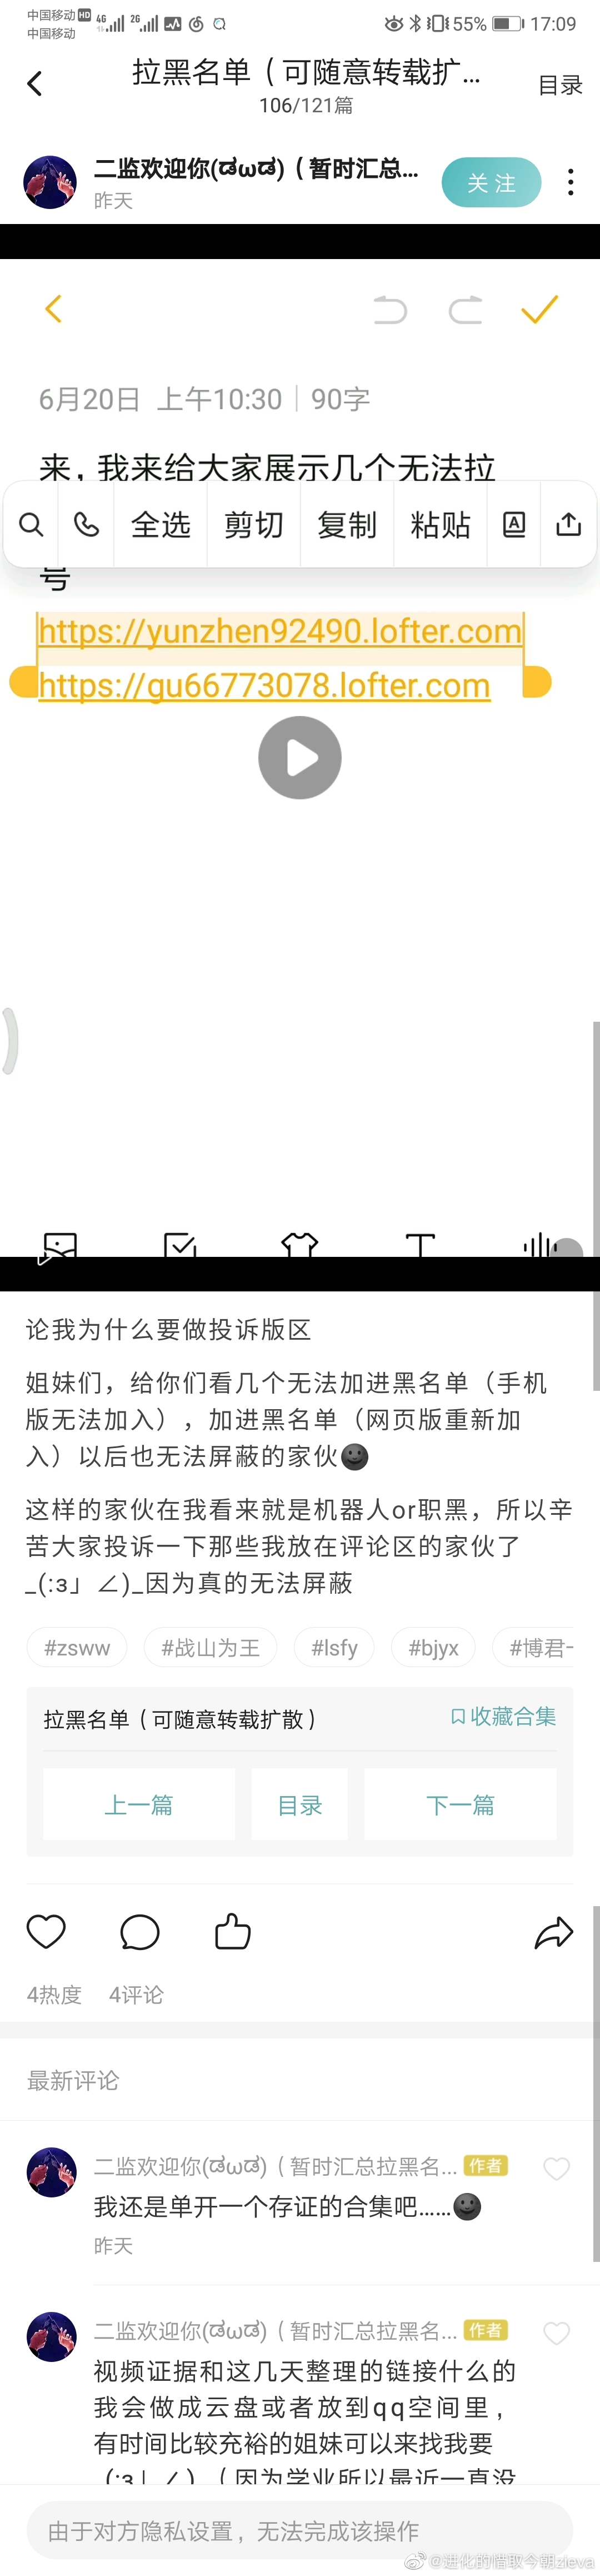 中国移动 HD 4G 2G 55% 17:09
中国移动
拉黑名单（可随意转载扩...
106/121篇
目录
二监欢迎你(ಡωಡ)（暂时汇总...
昨天
关注
6月20日 上午10:30 | 90字
来，我来给大家展示几个无法拉
全选 剪切 复制 粘贴
号
https://yunzhen92490.lofter.com
https://gu66773078.lofter.com
论我为什么要做投诉版区
姐妹们，给你们看几个无法加进黑名单（手机
版无法加入），加进黑名单（网页版重新加
入）以后也无法屏蔽的家伙🌚
这样的家伙在我看来就是机器人or职黑，所以辛
苦大家投诉一下那些我放在评论区的家伙了
_(:з」∠)_因为真的无法屏蔽
#zsww #战山为王 #lsfy #bjyx #博君一
拉黑名单（可随意转载扩散）
收藏合集
上一篇 目录 下一篇
4热度 4评论
最新评论
二监欢迎你(ಡωಡ)（暂时汇总拉黑名... 作者
我还是单开一个存证的合集吧……🌚
昨天
二监欢迎你(ಡωಡ)（暂时汇总拉黑名... 作者
视频证据和这几天整理的链接什么的
我会做成云盘或者放到qq空间里，
有时间比较充裕的姐妹可以来找我要
（:з」∠）（因为学业所以最近一直没
由于对方隐私设置，无法完成该操作
@进化的惜取今朝zieva